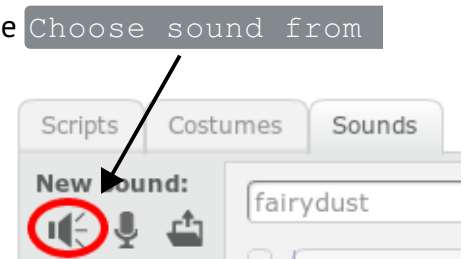 e Choose sound from
Scripts Costumes Sounds
New sound:
fairydust